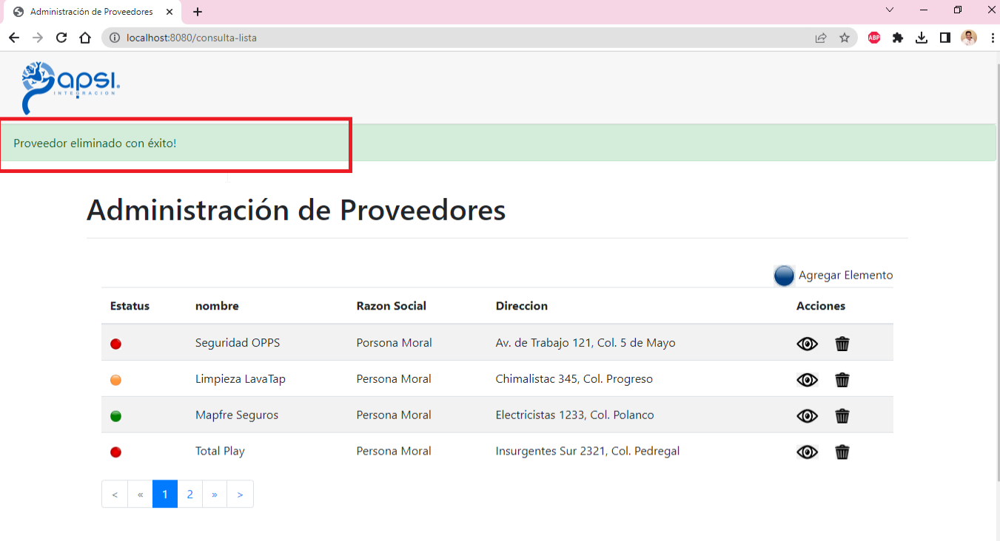 Administración de Proveedores
localhost:8080/consulta-lista
ABP
apsi.
INTEGRACION
Proveedor eliminado con éxito!
Administración de Proveedores
Agregar Elemento
Estatus nombre Razon Social Direccion Acciones
Seguridad OPPS Porsona Moral Av. de Trabajo 121, Col. 5 de Mayo
Limpieza LavaTap Persona Moral Chimalistac 345, Col. Progreso
Mapfre Seguros Persona Moral Electricistas 1233, Col. Polanco
Total Play Persona Moral Insurgentes Sur 2321, Col. Pedregal
< « 1 2 » >